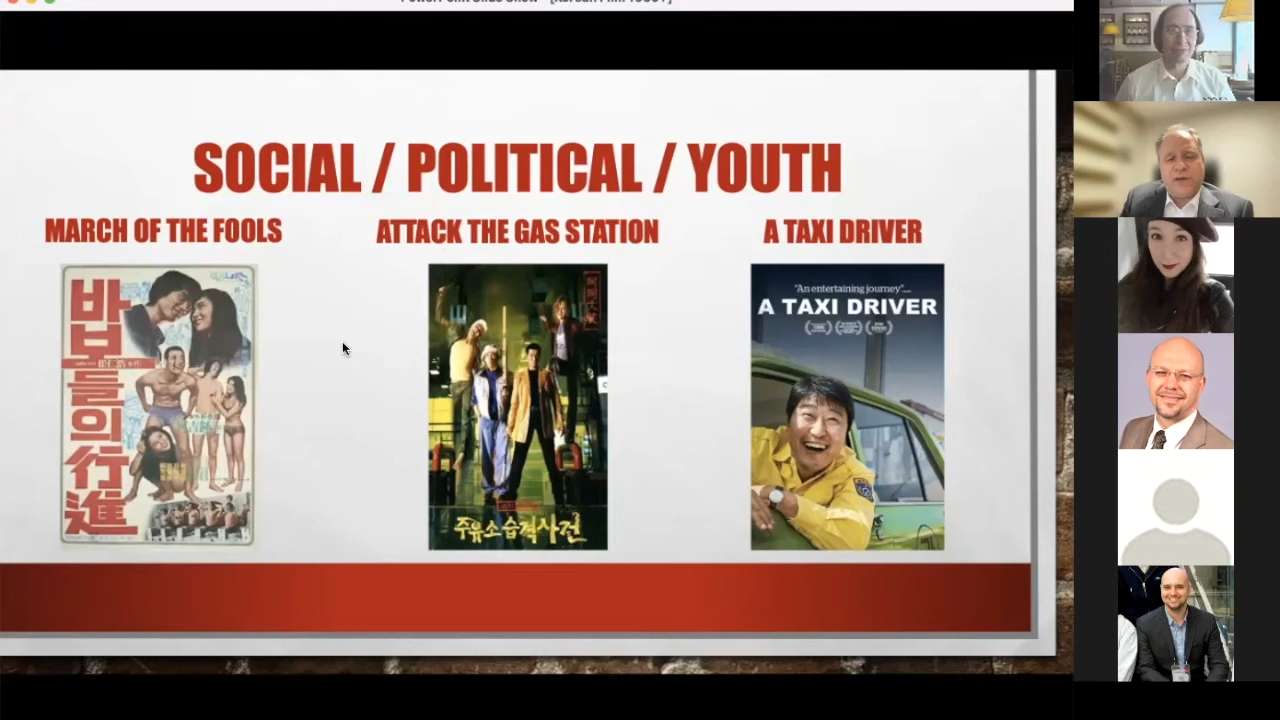 SOCIAL / POLITICAL / YOUTH
MARCH OF THE FOOLS
ATTACK THE GAS STATION
A TAXI DRIVER
바보들의行進
주유소 습격사건
"An entertaining journey"....
A TAXI DRIVER